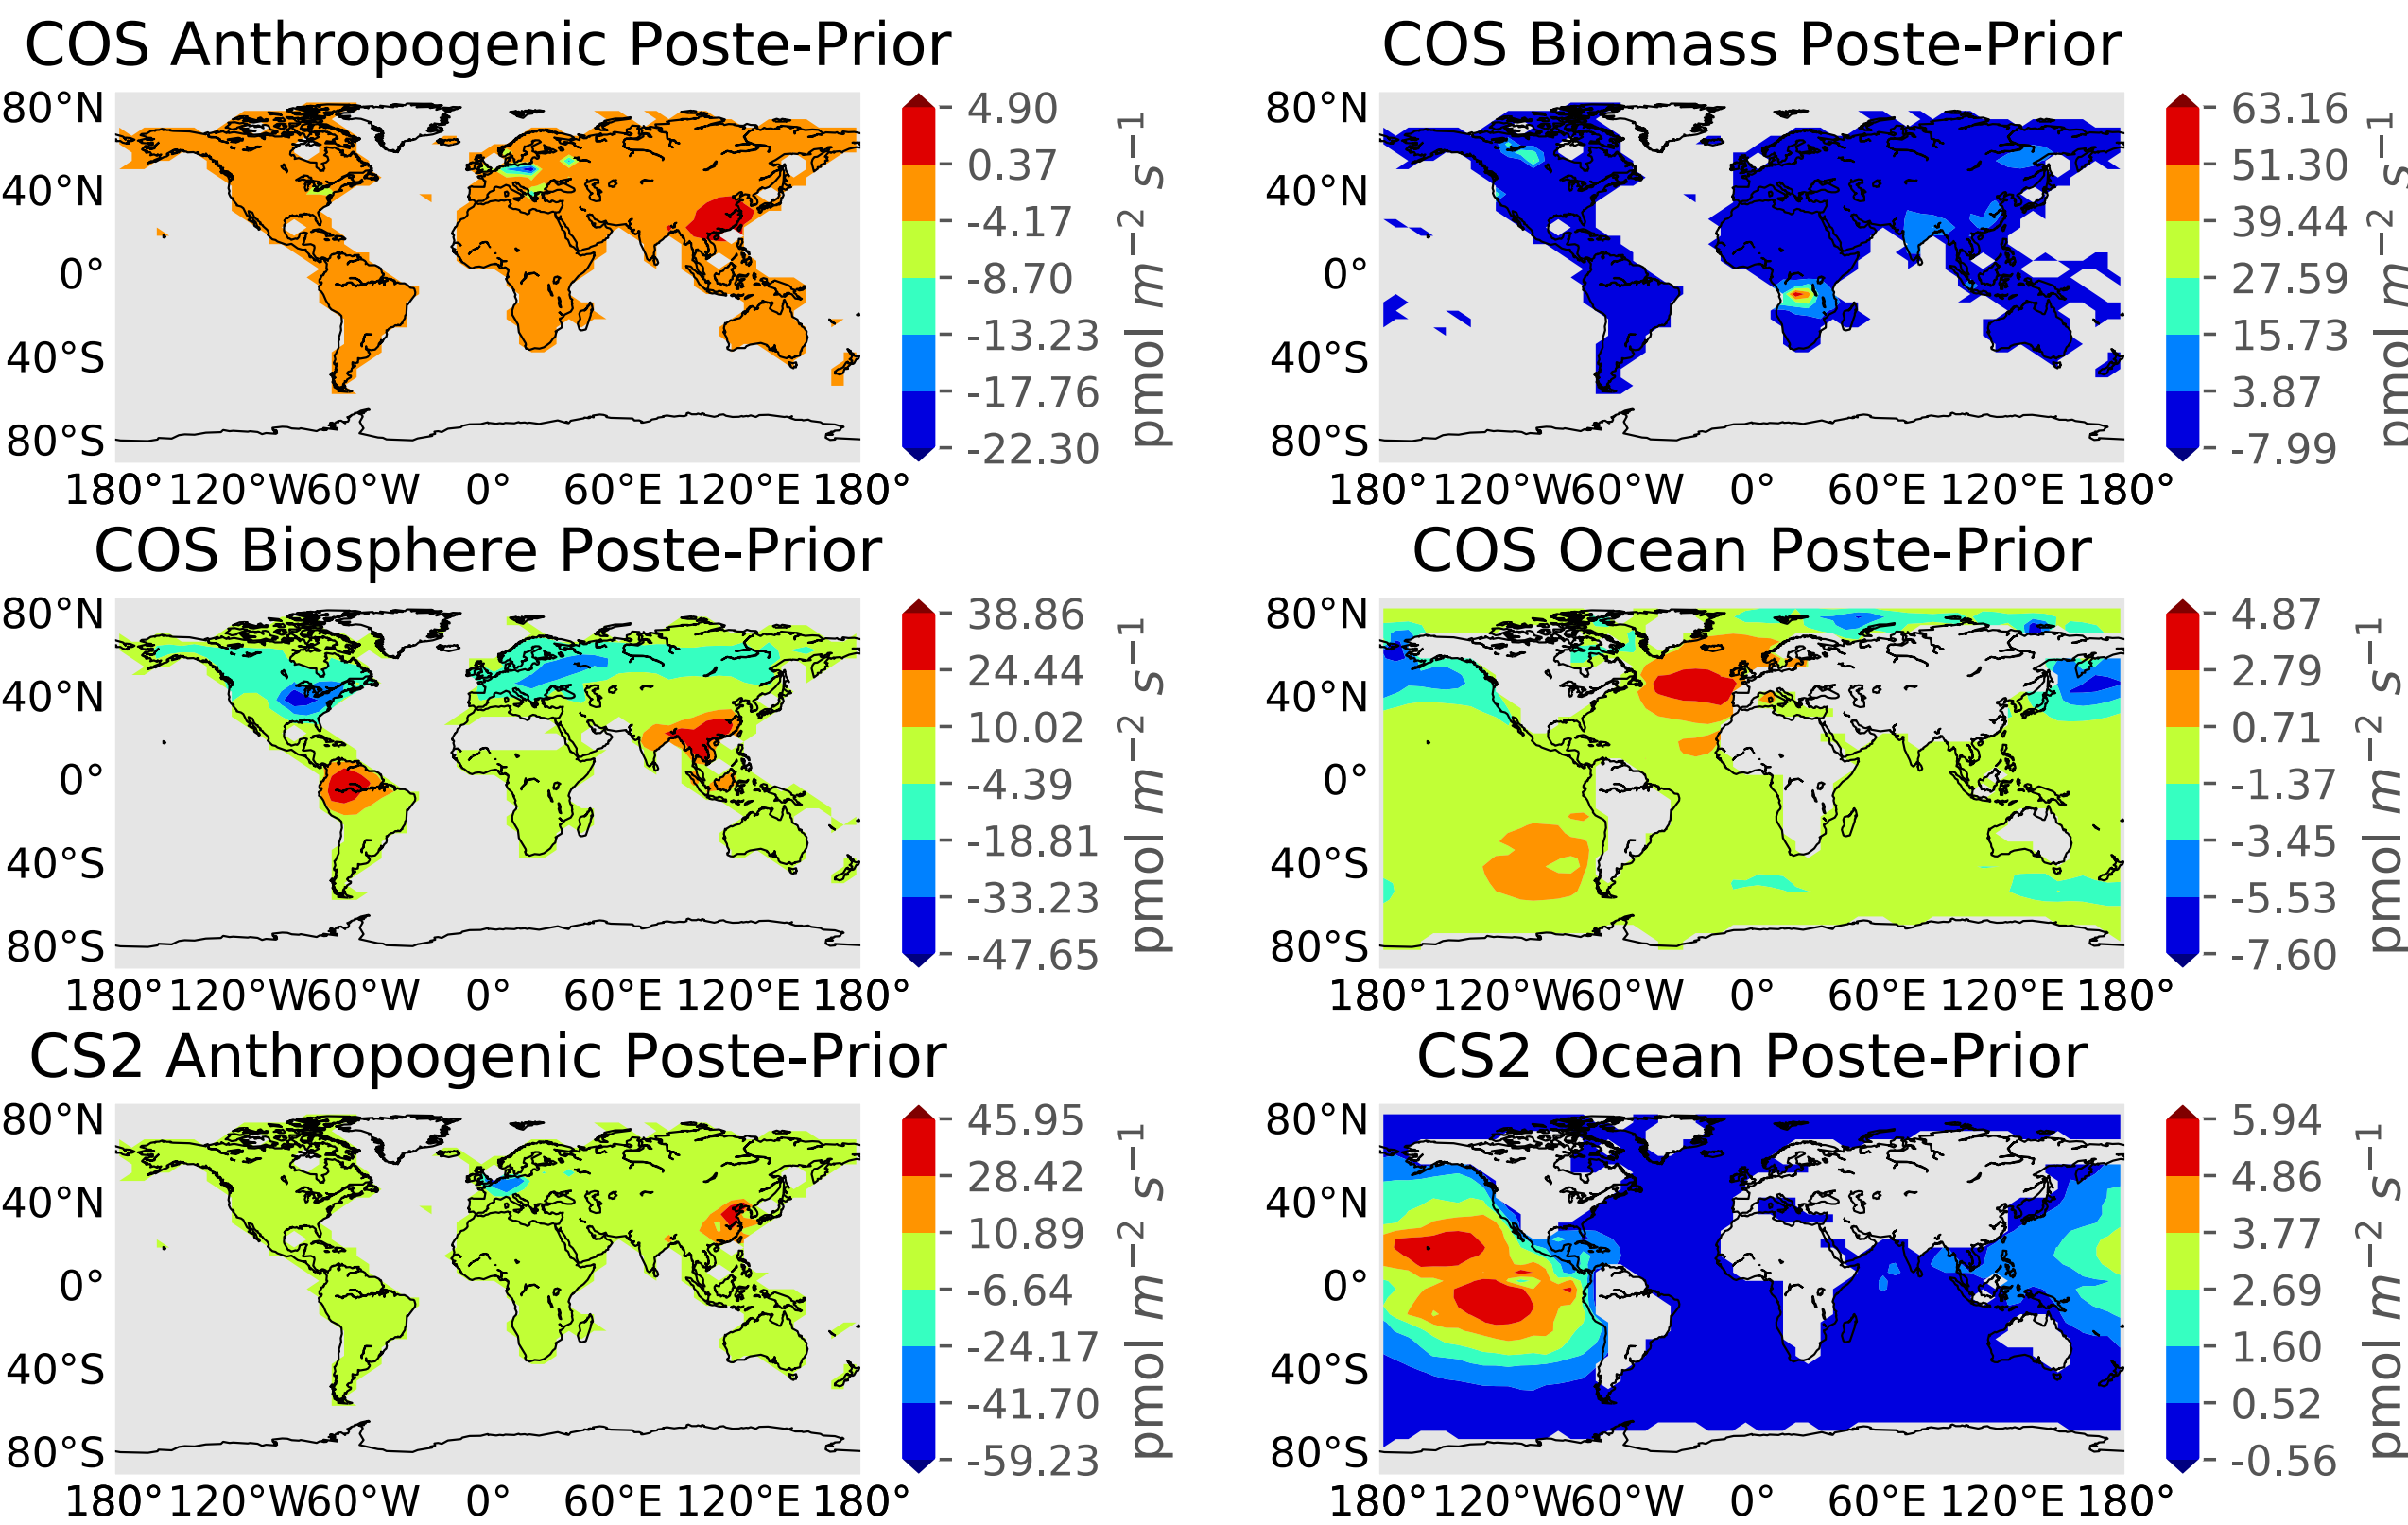 COS Anthropogenic Poste-Prior
80°N
40°N
0°
40°S
80°S
180° 120°W 60°W 0° 60°E 120°E 180°
4.90
0.37
-4.17
-8.70
-13.23
-17.76
-22.30
pmol m−2 s−1
COS Biomass Poste-Prior
80°N
40°N
0°
40°S
80°S
180° 120°W 60°W 0° 60°E 120°E 180°
63.16
51.30
39.44
27.59
15.73
3.87
-7.99
pmol m−2 s−1
COS Biosphere Poste-Prior
80°N
40°N
0°
40°S
80°S
180° 120°W 60°W 0° 60°E 120°E 180°
38.86
24.44
10.02
-4.39
-18.81
-33.23
-47.65
pmol m−2 s−1
COS Ocean Poste-Prior
80°N
40°N
0°
40°S
80°S
180° 120°W 60°W 0° 60°E 120°E 180°
4.87
2.79
0.71
-1.37
-3.45
-5.53
-7.60
pmol m−2 s−1
CS2 Anthropogenic Poste-Prior
80°N
40°N
0°
40°S
80°S
180° 120°W 60°W 0° 60°E 120°E 180°
45.95
28.42
10.89
-6.64
-24.17
-41.70
-59.23
pmol m−2 s−1
CS2 Ocean Poste-Prior
80°N
40°N
0°
40°S
80°S
180° 120°W 60°W 0° 60°E 120°E 180°
5.94
4.86
3.77
2.69
1.60
0.52
-0.56
pmol m−2 s−1